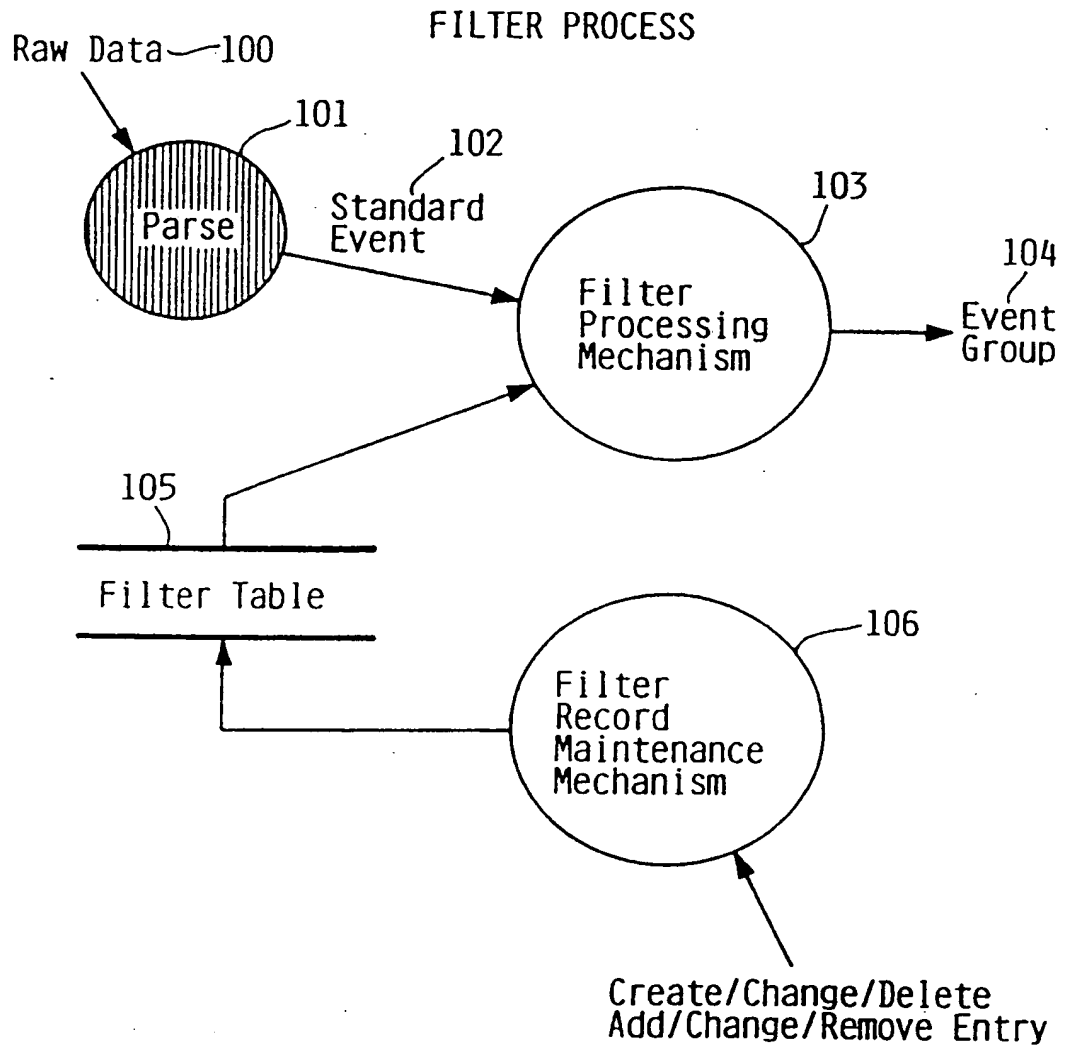 FILTER PROCESS
Raw Data 100
101
Parse
102
Standard
Event
103
Filter
Processing
Mechanism
104
Event
Group
105
Filter Table
106
Filter
Record
Maintenance
Mechanism
Create/Change/Delete
Add/Change/Remove Entry